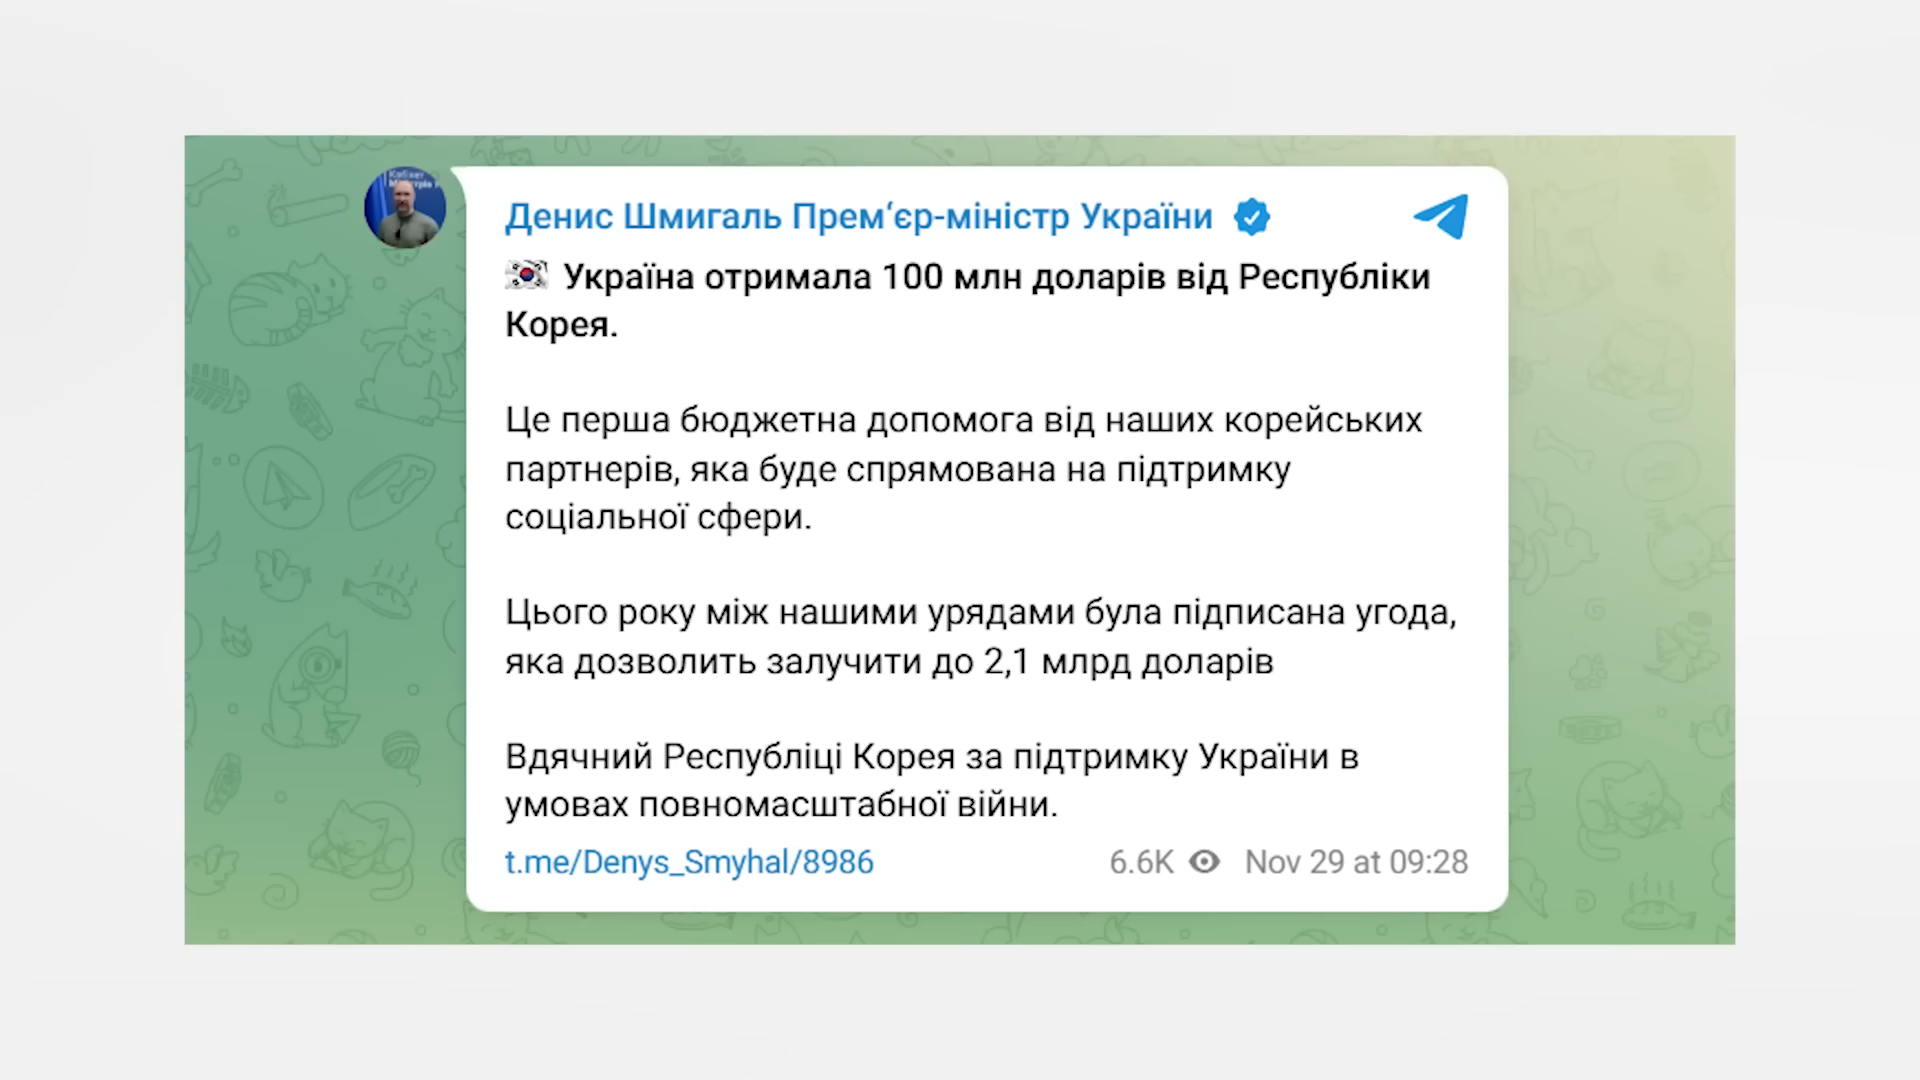 Денис Шмигаль Прем‘єр-міністр України
🇰🇷 Україна отримала 100 млн доларів від Республіки
Корея.
Це перша бюджетна допомога від наших корейських
партнерів, яка буде спрямована на підтримку
соціальної сфери.
Цього року між нашими урядами була підписана угода,
яка дозволить залучити до 2,1 млрд доларів
Вдячний Республіці Корея за підтримку України в
умовах повномасштабної війни.
t.me/Denys_Smyhal/8986 6.6K Nov 29 at 09:28